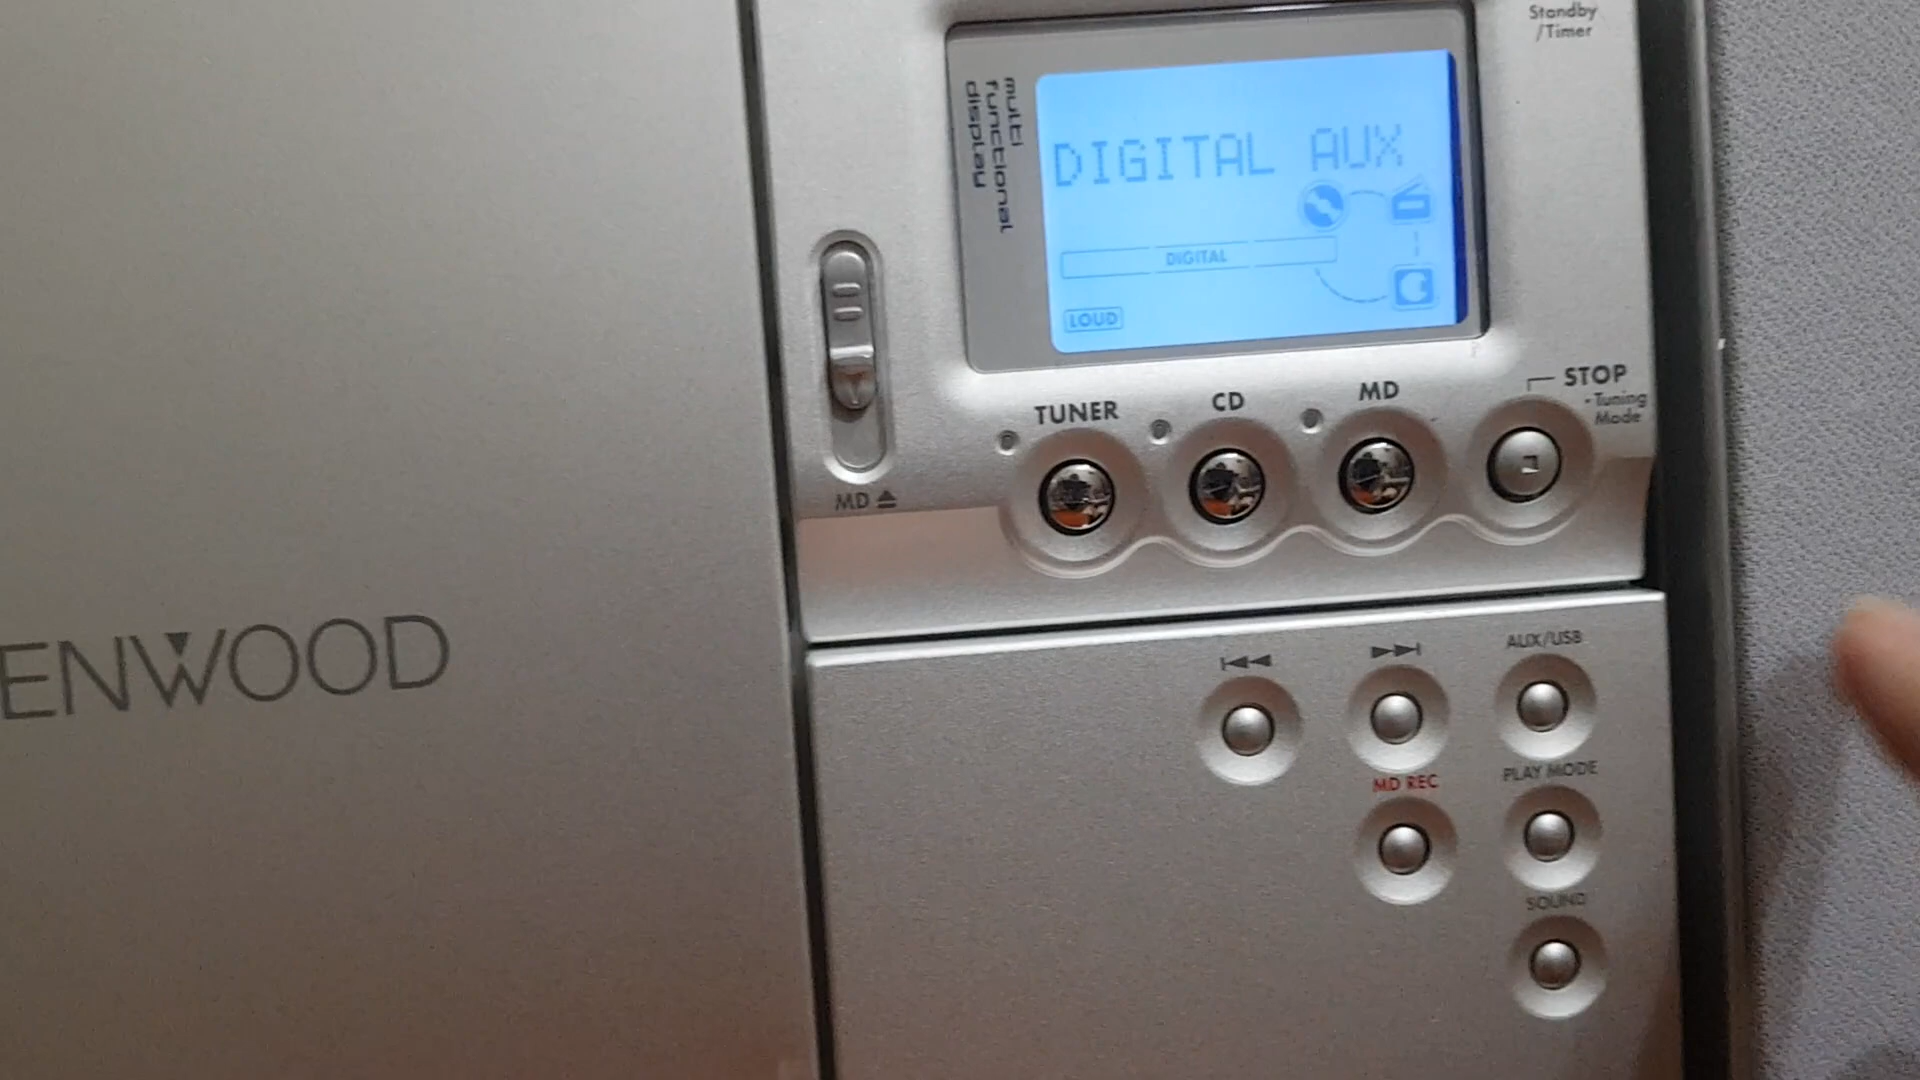 Standby
/Timer
multi
functional
display
DIGITAL AUX
DIGITAL
LOUD
TUNER
CD
MD
STOP
•Tuning
Mode
MD
ENWOOD
AUX/USB
PLAY MODE
MD REC
SOUND